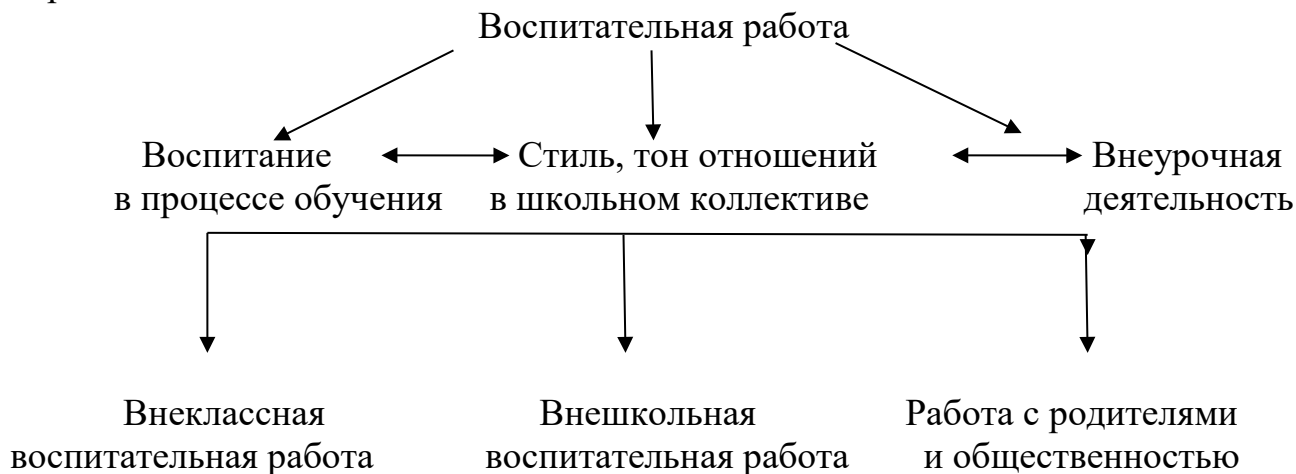 Воспитательная работа
Воспитание Стиль, тон отношений Внеурочная
в процессе обучения в школьном коллективе деятельность
Внеклассная Внешкольная Работа с родителями
воспитательная работа воспитательная работа и общественностью